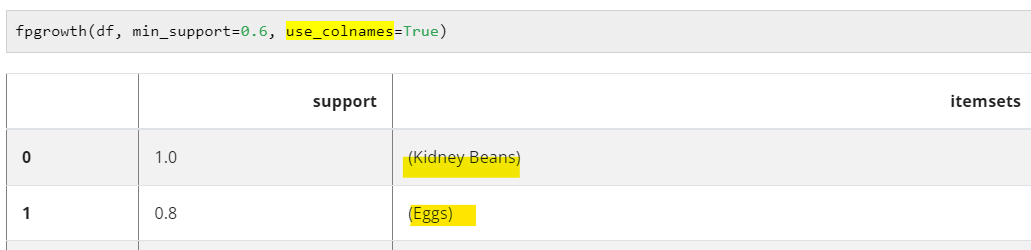 fpgrowth(df, min_support=0.6, use_colnames=True)
support itemsets
0 1.0 (Kidney Beans)
1 0.8 (Eggs)